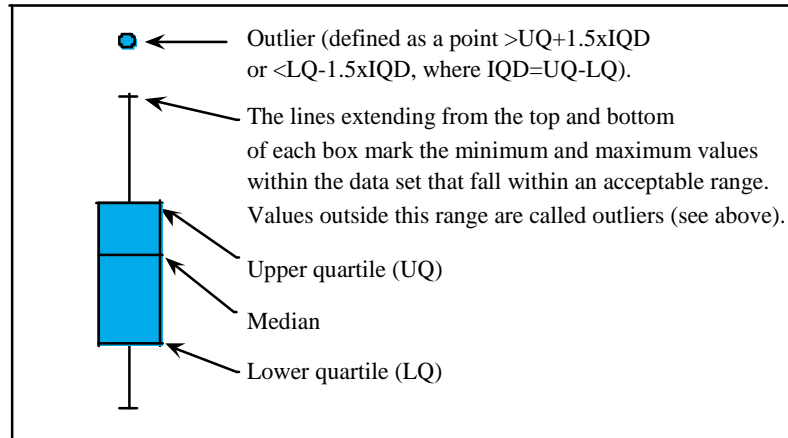 Outlier (defined as a point >UQ+1.5xIQD
or <LQ-1.5xIQD, where IQD=UQ-LQ).
The lines extending from the top and bottom
of each box mark the minimum and maximum values
within the data set that fall within an acceptable range.
Values outside this range are called outliers (see above).
Upper quartile (UQ)
Median
Lower quartile (LQ)